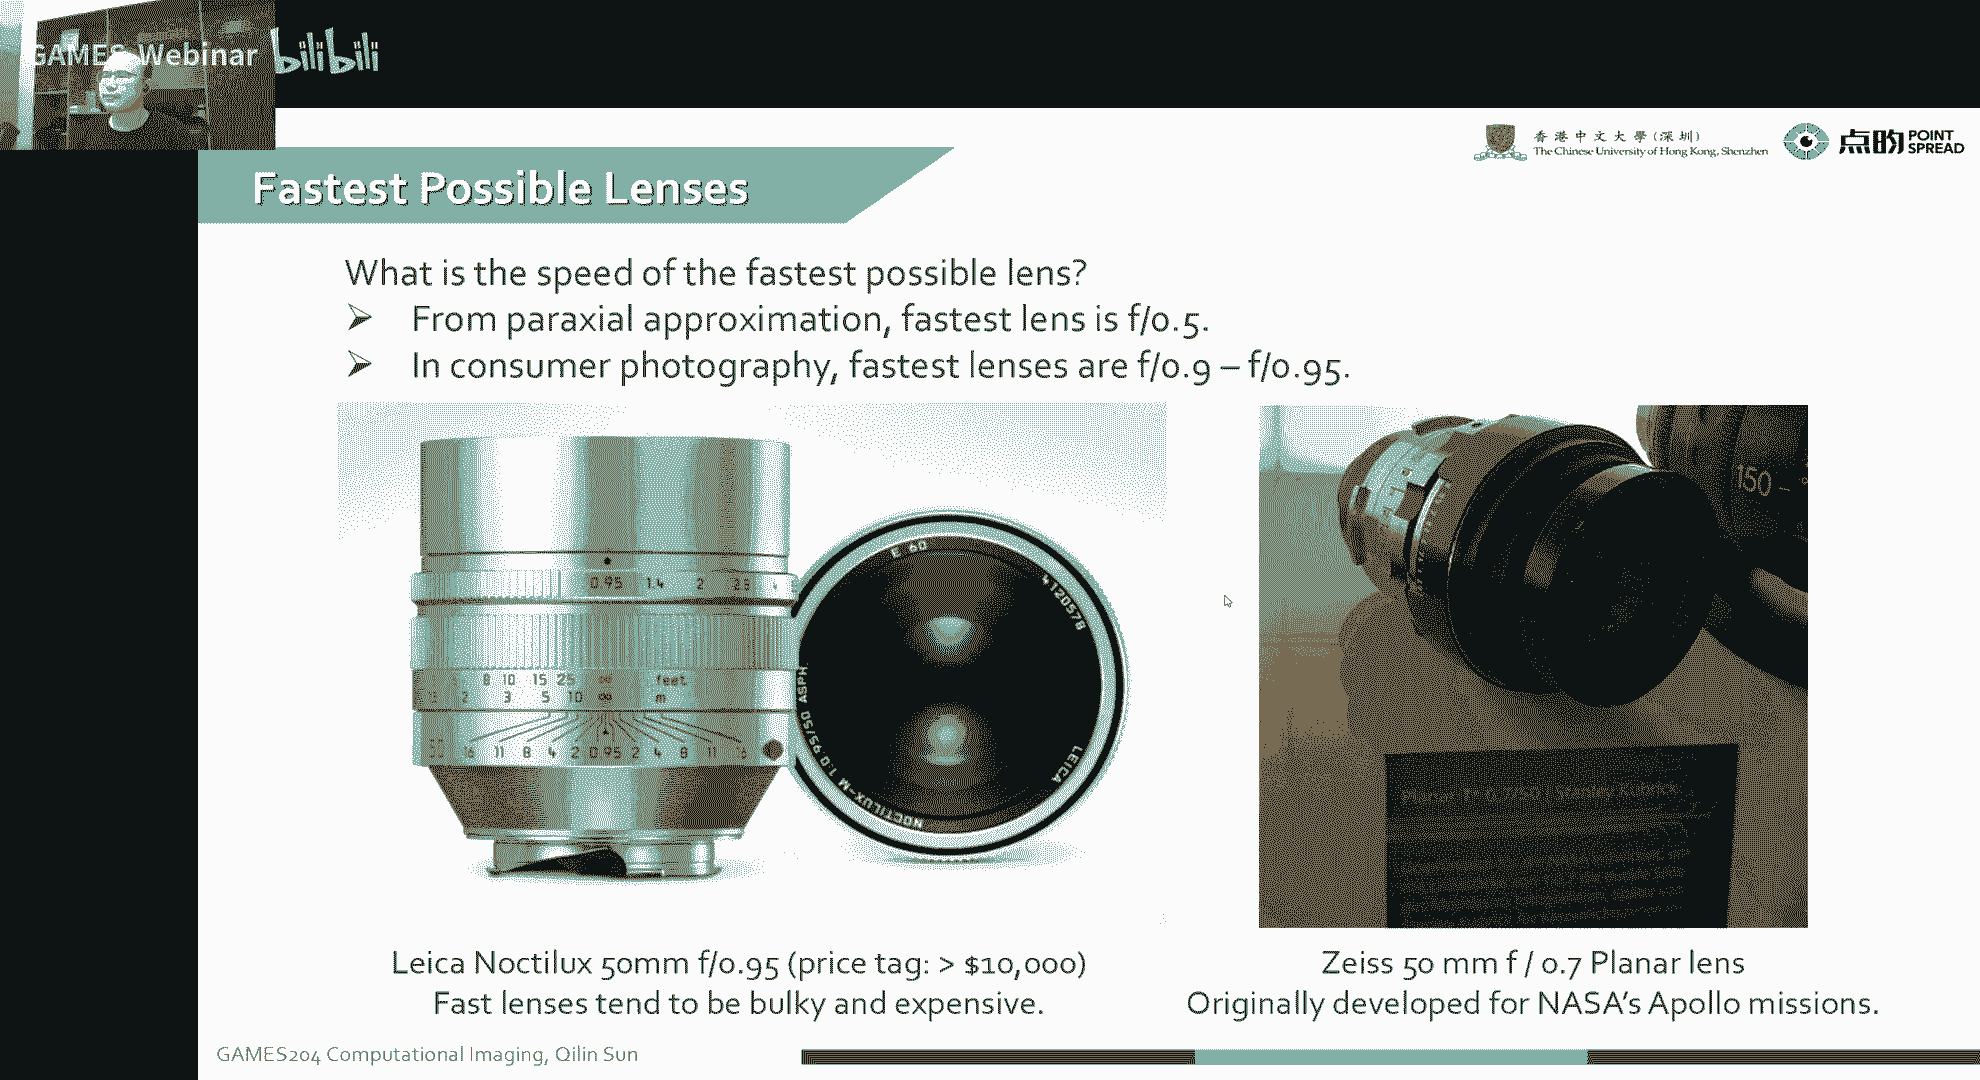 GAMES Webinar bilibili
香港中文大學(深圳)
The Chinese University of Hong Kong, Shenzhen
点昀 POINT SPREAD
Fastest Possible Lenses
What is the speed of the fastest possible lens?
From paraxial approximation, fastest lens is f/0.5.
In consumer photography, fastest lenses are f/0.9 – f/0.95.
0.95 1.4 2 2.8 4
8 10 15 25 ∞ feet
2 3 5 10 ∞ m
16 11 8 4 2 0.95 2 4 8 11 16
E 60
4120578
LEICA
NOCTILUX-M 1:0.95/50 ASPH.
150
Leica Noctilux 50mm f/0.95 (price tag: > $10,000)
Fast lenses tend to be bulky and expensive.
Zeiss 50 mm f / 0.7 Planar lens
Originally developed for NASA's Apollo missions.
GAMES204 Computational Imaging, Qilin Sun